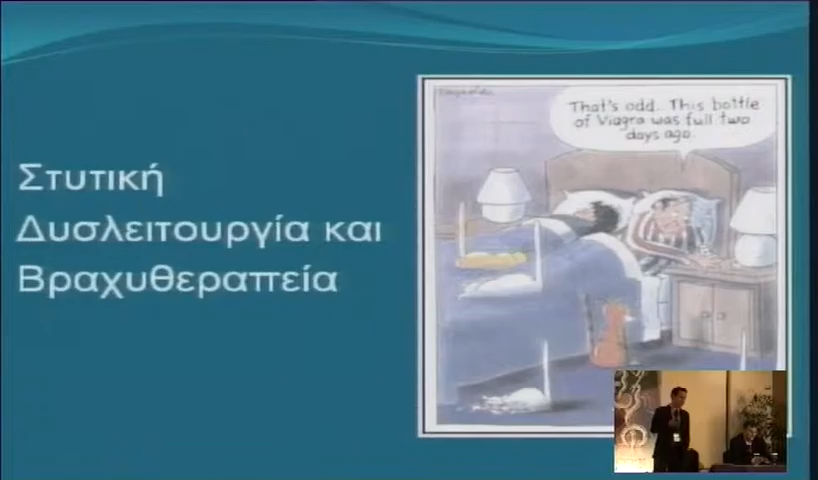 Στυτική
Δυσλειτουργία και
Βραχυθεραπεία
That's odd.. This bottle
of Viagra was full two
days ago.